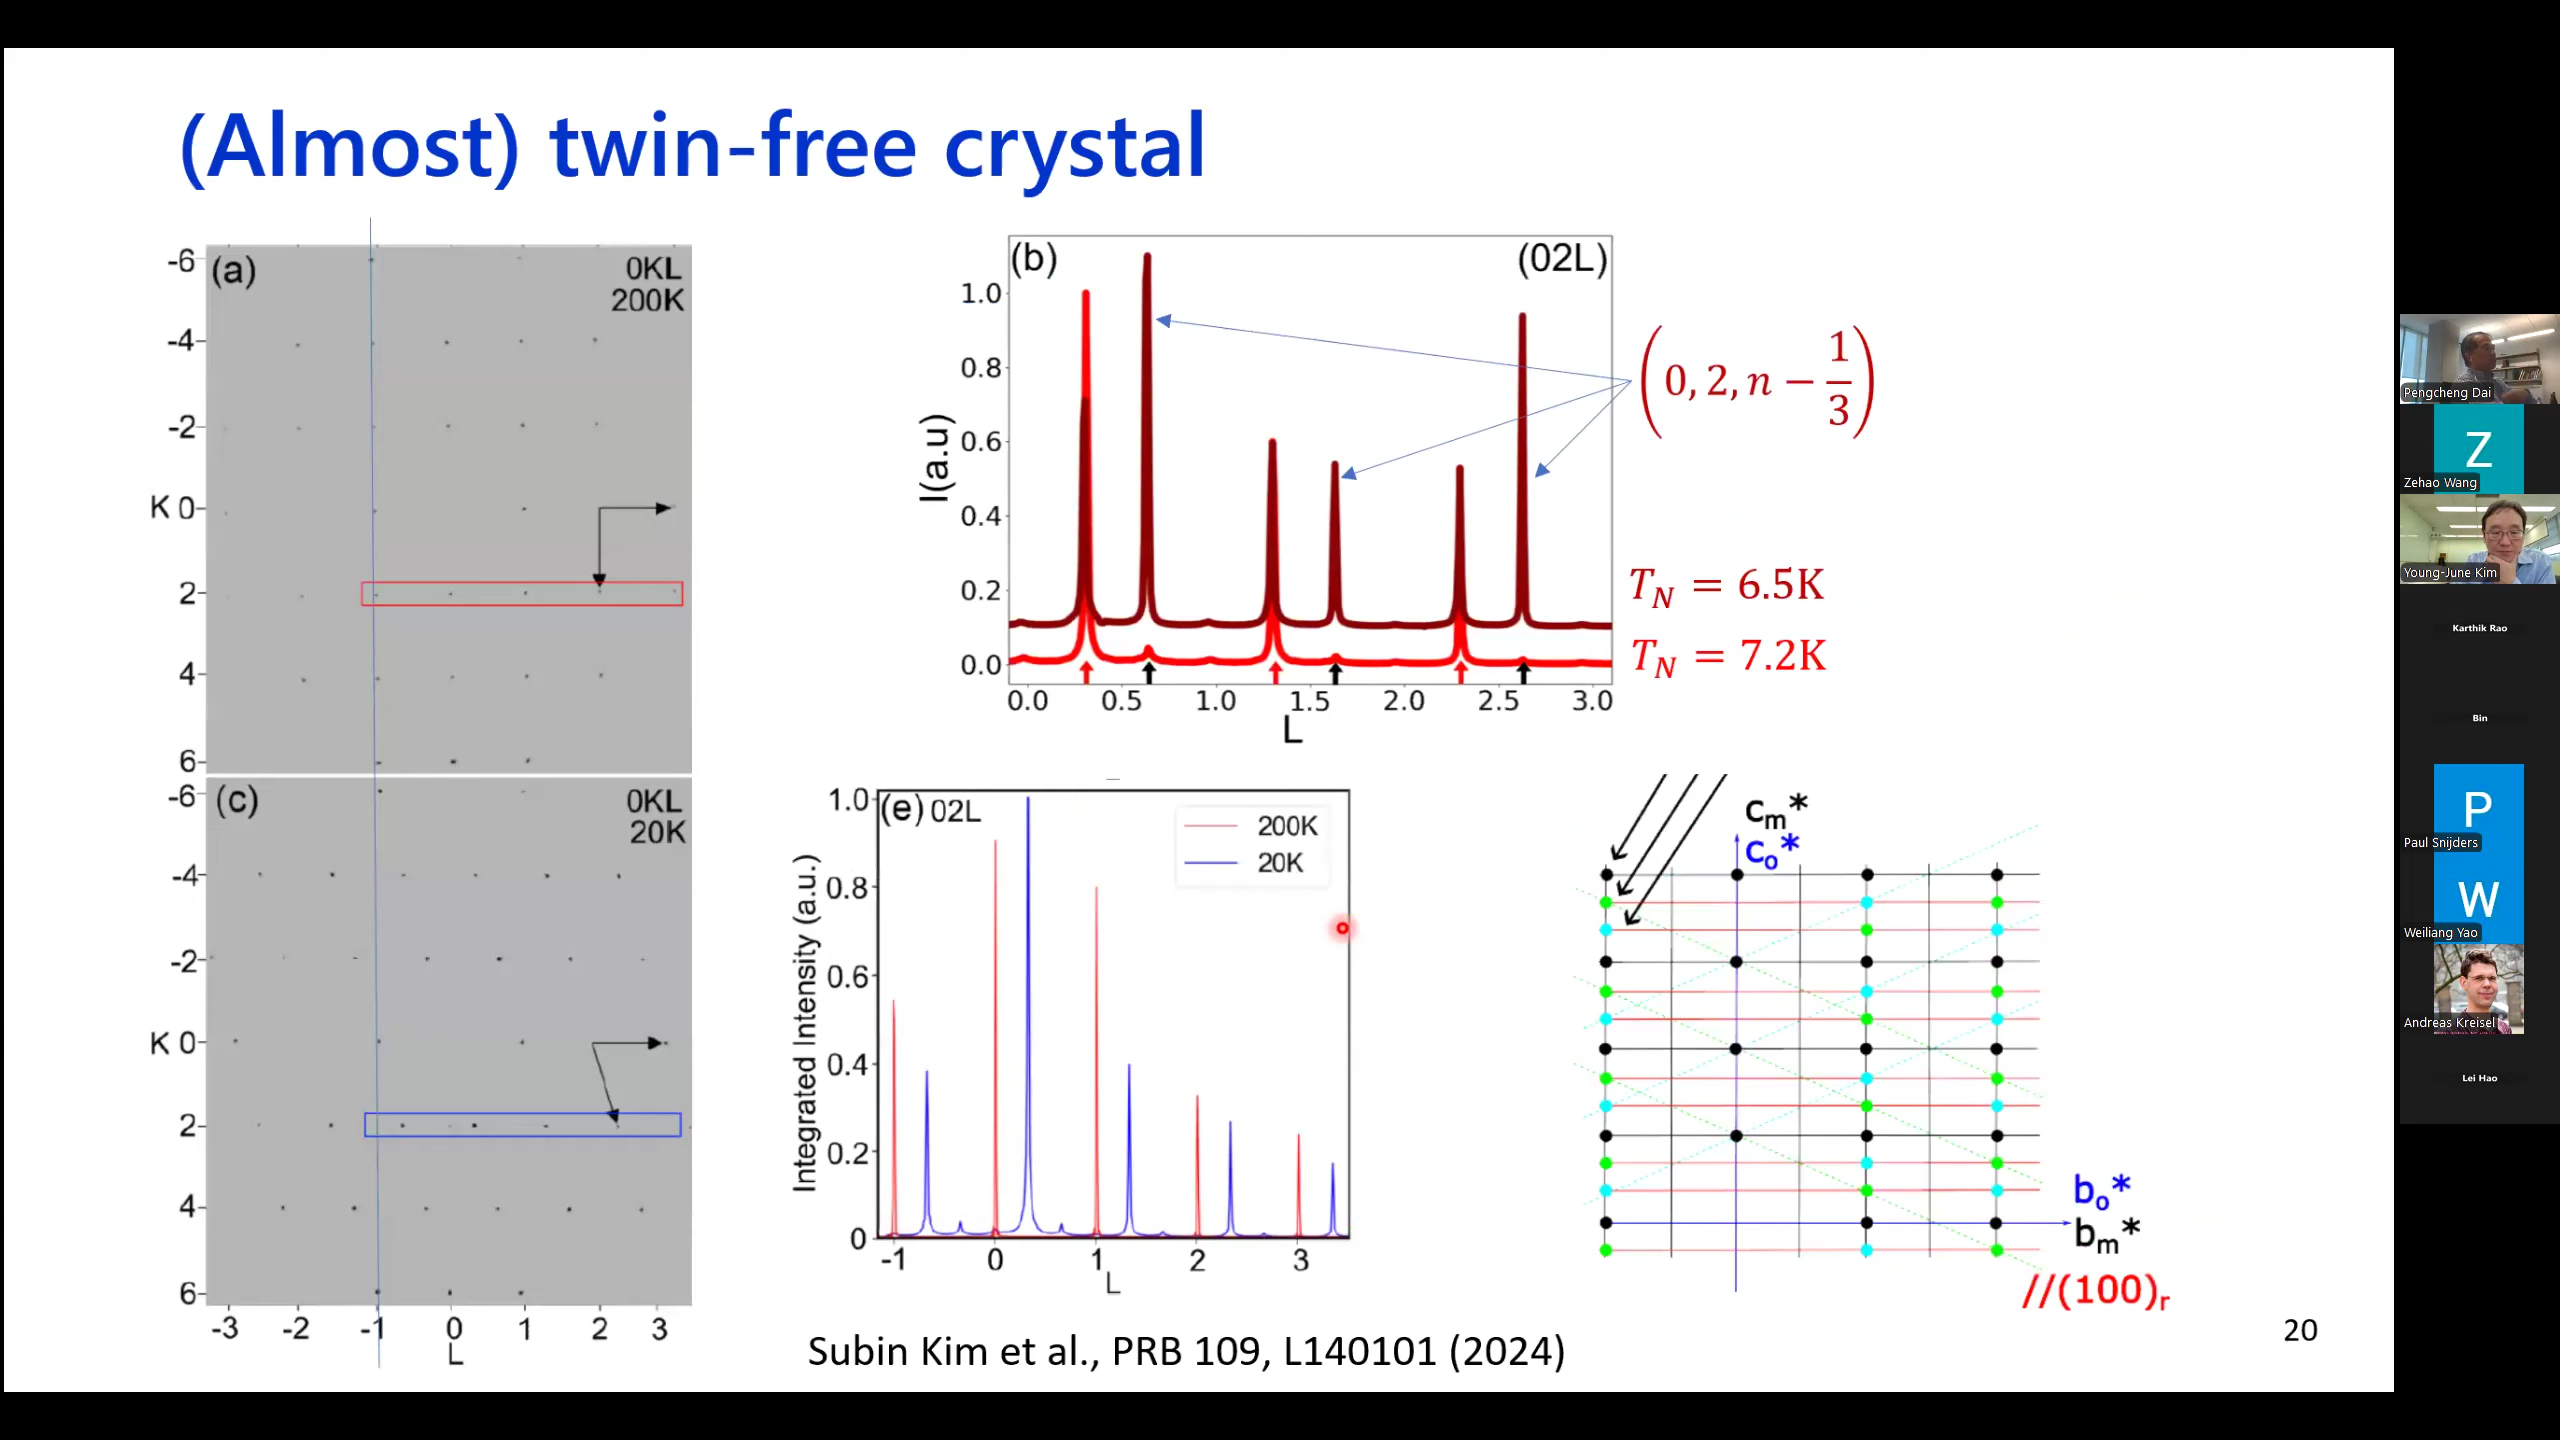 (Almost) twin-free crystal
(a)
0KL
200K
-6
-4
-2
K 0
2
4
6
(c)
0KL
20K
-6
-4
-2
K 0
2
4
6
-3 -2 -1 0 1 2 3
L
(b)
(02L)
I(a.u)
1.0
0.8
0.6
0.4
0.2
0.0
0.0 0.5 1.0 1.5 2.0 2.5 3.0
L
(0, 2, n − 1/3)
T_N = 6.5K
T_N = 7.2K
(e) 02L
200K
20K
Integrated Intensity (a.u.)
1.0
0.8
0.6
0.4
0.2
0
-1 0 1 2 3
L
c_m*
c_o*
b_o*
b_m*
//(100)_r
Subin Kim et al., PRB 109, L140101 (2024)
20
Pengcheng Dai
Z
Zehao Wang
Young-June Kim
Karthik Rao
Bin
P
Paul Snijders
W
Weiliang Yao
Andreas Kreisel
Lei Hao